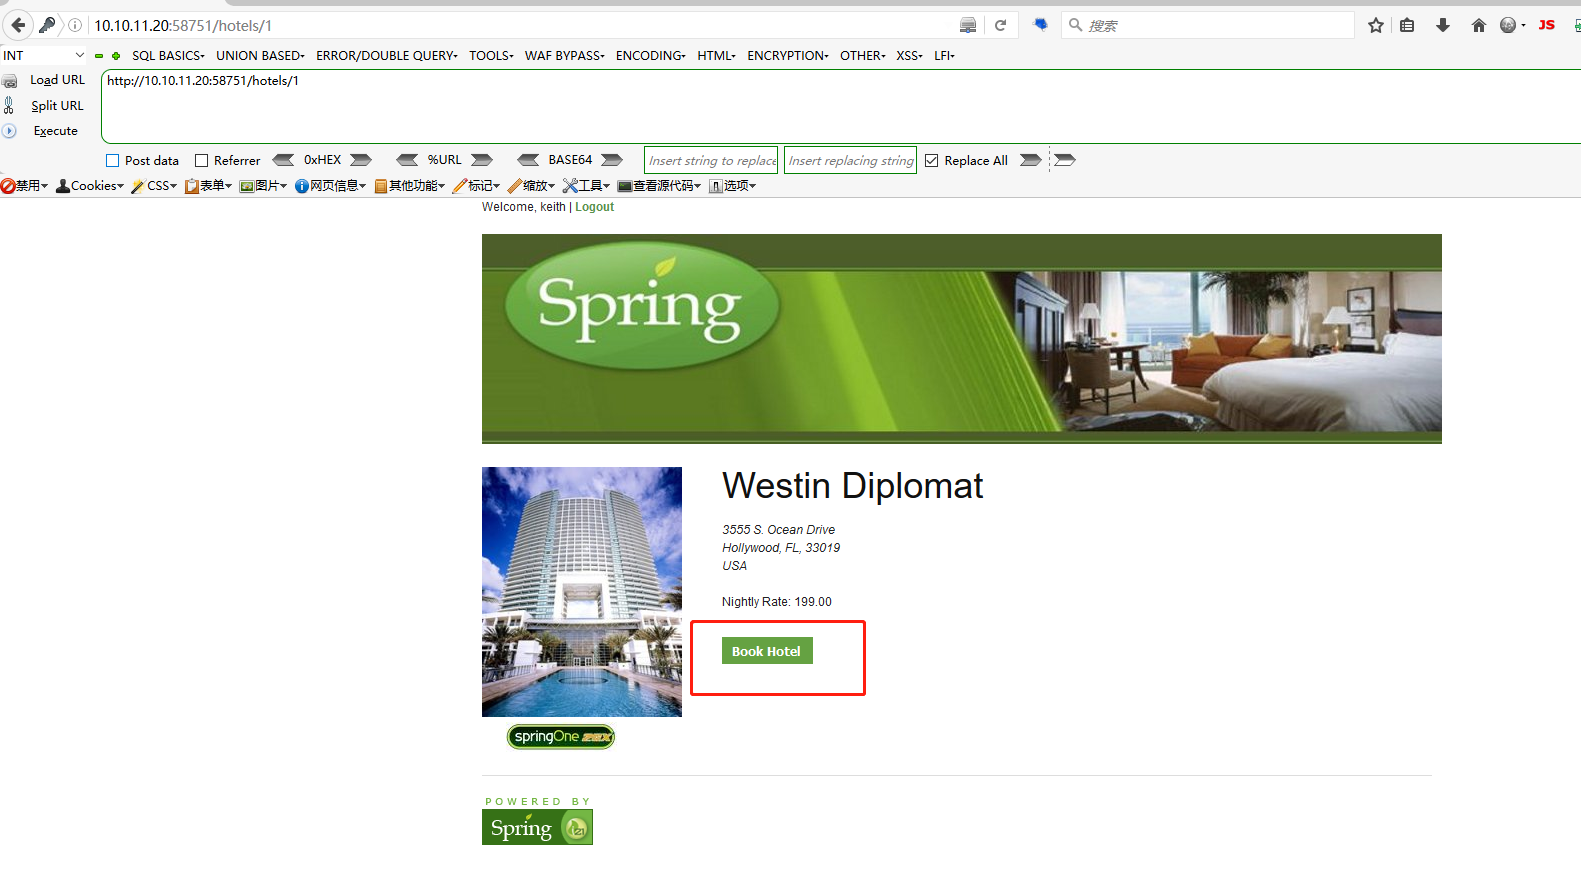 10.10.11.20:58751/hotels/1
搜索
JS
INT
SQL BASICS
UNION BASED
ERROR/DOUBLE QUERY
TOOLS
WAF BYPASS
ENCODING
HTML
ENCRYPTION
OTHER
XSS
LFI
Load URL
http://10.10.11.20:58751/hotels/1
Split URL
Execute
Post data
Referrer
0xHEX
%URL
BASE64
Insert string to replace
Insert replacing string
Replace All
禁用
Cookies
CSS
表单
图片
网页信息
其他功能
标记
缩放
工具
查看源代码
选项
Welcome, keith | Logout
Spring
Westin Diplomat
3555 S. Ocean Drive
Hollywood, FL, 33019
USA
Nightly Rate: 199.00
Book Hotel
springOne 2GX
POWERED BY
Spring